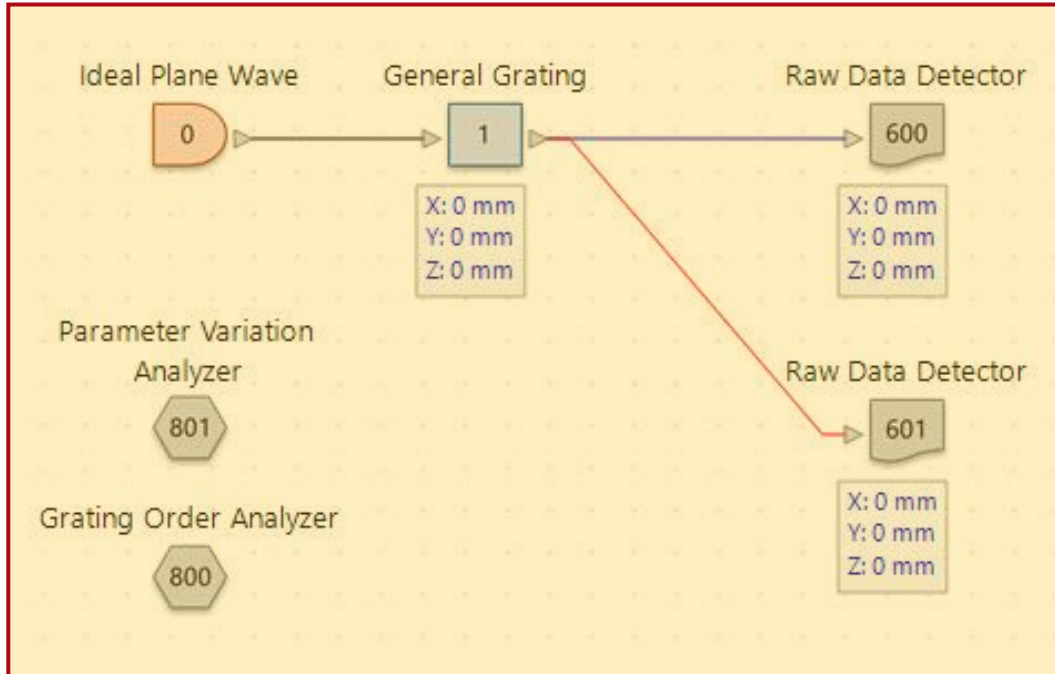 Ideal Plane Wave
0
General Grating
1
X: 0 mm
Y: 0 mm
Z: 0 mm
Raw Data Detector
600
X: 0 mm
Y: 0 mm
Z: 0 mm
Parameter Variation
Analyzer
801
Raw Data Detector
601
X: 0 mm
Y: 0 mm
Z: 0 mm
Grating Order Analyzer
800